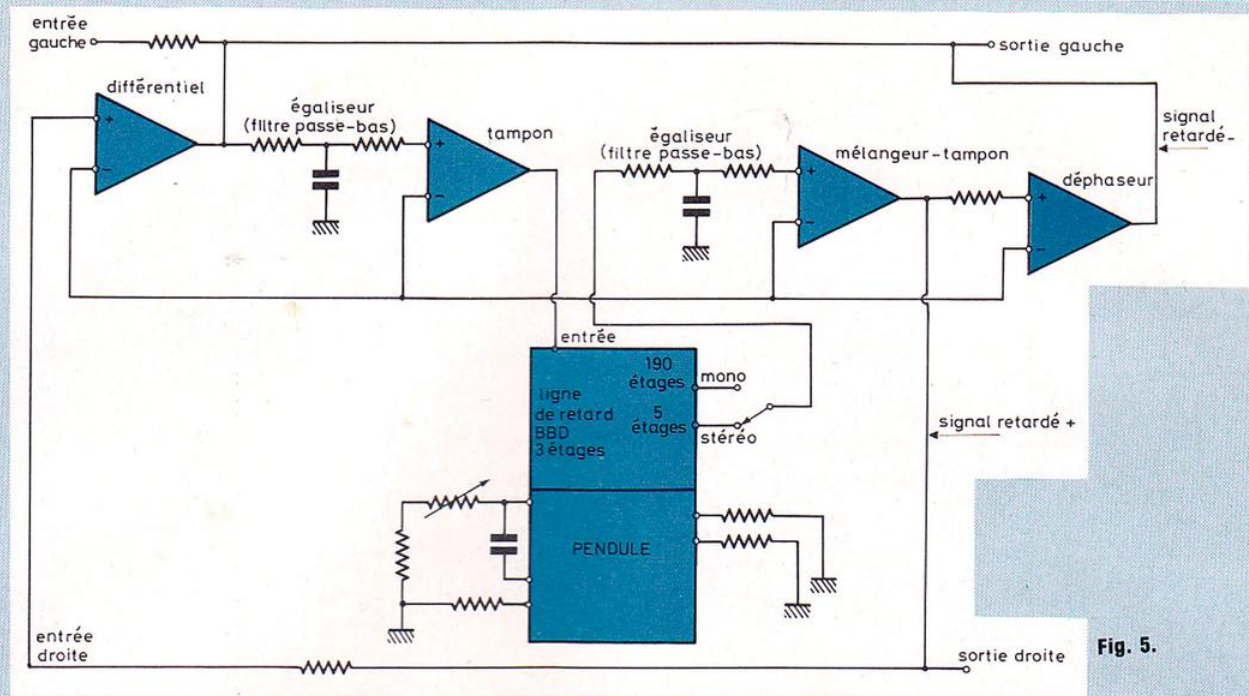 entrée
gauche
sortie gauche
différentiel
égaliseur
(filtre passe-bas)
tampon
égaliseur
(filtre passe-bas)
mélangeur-tampon
signal
retardé-
déphaseur
+
-
+
-
+
-
+
-
entrée
190
étages
mono
ligne
de retard
BBD
3 étages
5
étages
stéréo
signal retardé +
PENDULE
entrée
droite
sortie droite
Fig. 5.